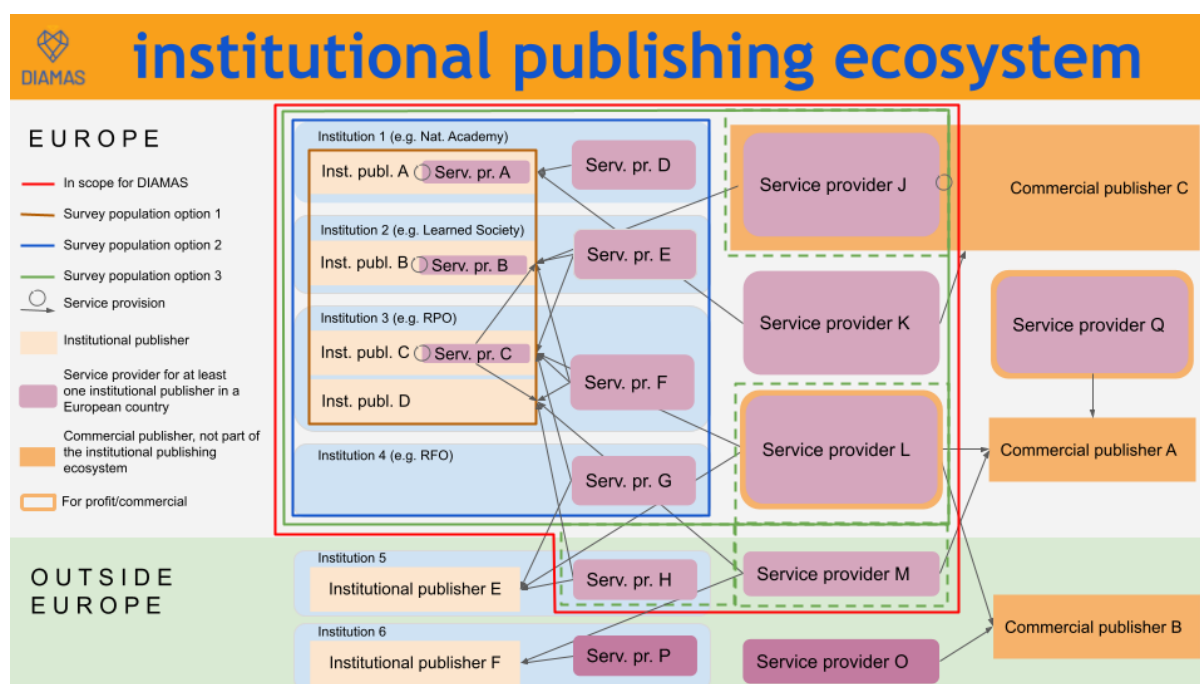 institutional publishing ecosystem
DIAMAS
EUROPE
In scope for DIAMAS
Survey population option 1
Survey population option 2
Survey population option 3
Service provision
Institutional publisher
Service provider for at least
one institutional publisher in a
European country
Commercial publisher, not part of
the institutional publishing
ecosystem
For profit/commercial
Institution 1 (e.g. Nat. Academy)
Inst. publ. A
Serv. pr. A
Institution 2 (e.g. Learned Society)
Inst. publ. B
Serv. pr. B
Institution 3 (e.g. RPO)
Inst. publ. C
Serv. pr. C
Inst. publ. D
Institution 4 (e.g. RFO)
Serv. pr. D
Serv. pr. E
Serv. pr. F
Serv. pr. G
Service provider J
Service provider K
Service provider L
Commercial publisher C
Service provider Q
Commercial publisher A
OUTSIDE
EUROPE
Institution 5
Institutional publisher E
Serv. pr. H
Service provider M
Institution 6
Institutional publisher F
Serv. pr. P
Service provider O
Commercial publisher B